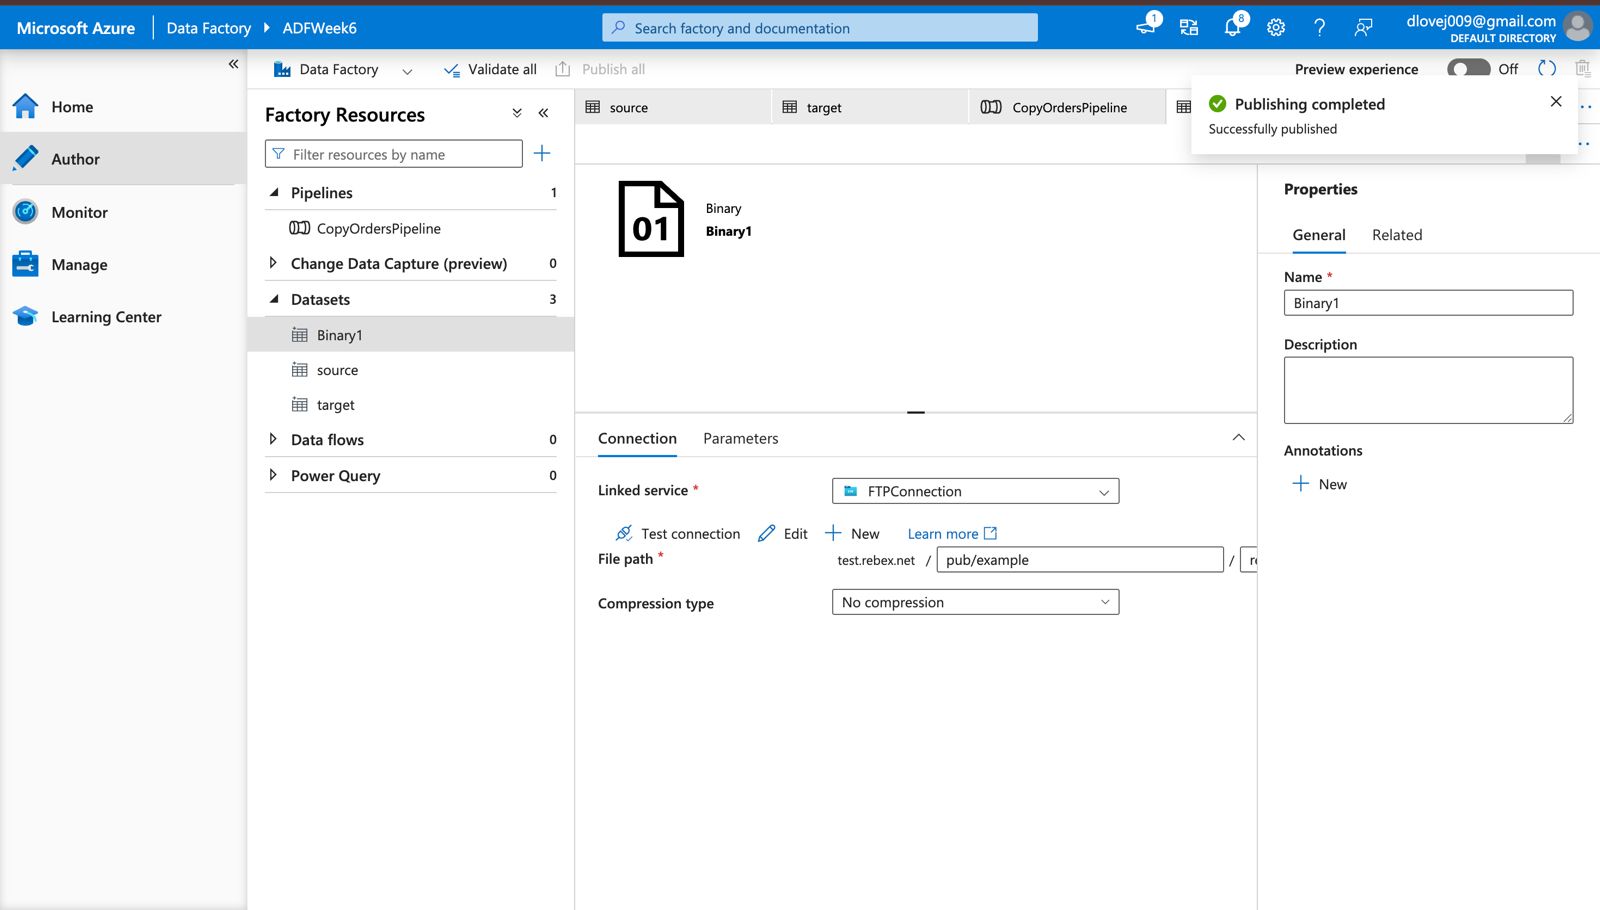 Microsoft Azure
Data Factory
ADFWeek6
Search factory and documentation
1
8
dlovej009@gmail.com
DEFAULT DIRECTORY
Home
Author
Monitor
Manage
Learning Center
Data Factory
Validate all
Publish all
Preview experience
Off
Publishing completed
Successfully published
Factory Resources
Filter resources by name
Pipelines 1
CopyOrdersPipeline
Change Data Capture (preview) 0
Datasets 3
Binary1
source
target
Data flows 0
Power Query 0
source
target
CopyOrdersPipeline
01
Binary
Binary1
Connection
Parameters
Linked service *
FTPConnection
Test connection
Edit
New
Learn more
File path *
test.rebex.net / pub/example /
Compression type
No compression
Properties
General
Related
Name *
Binary1
Description
Annotations
New